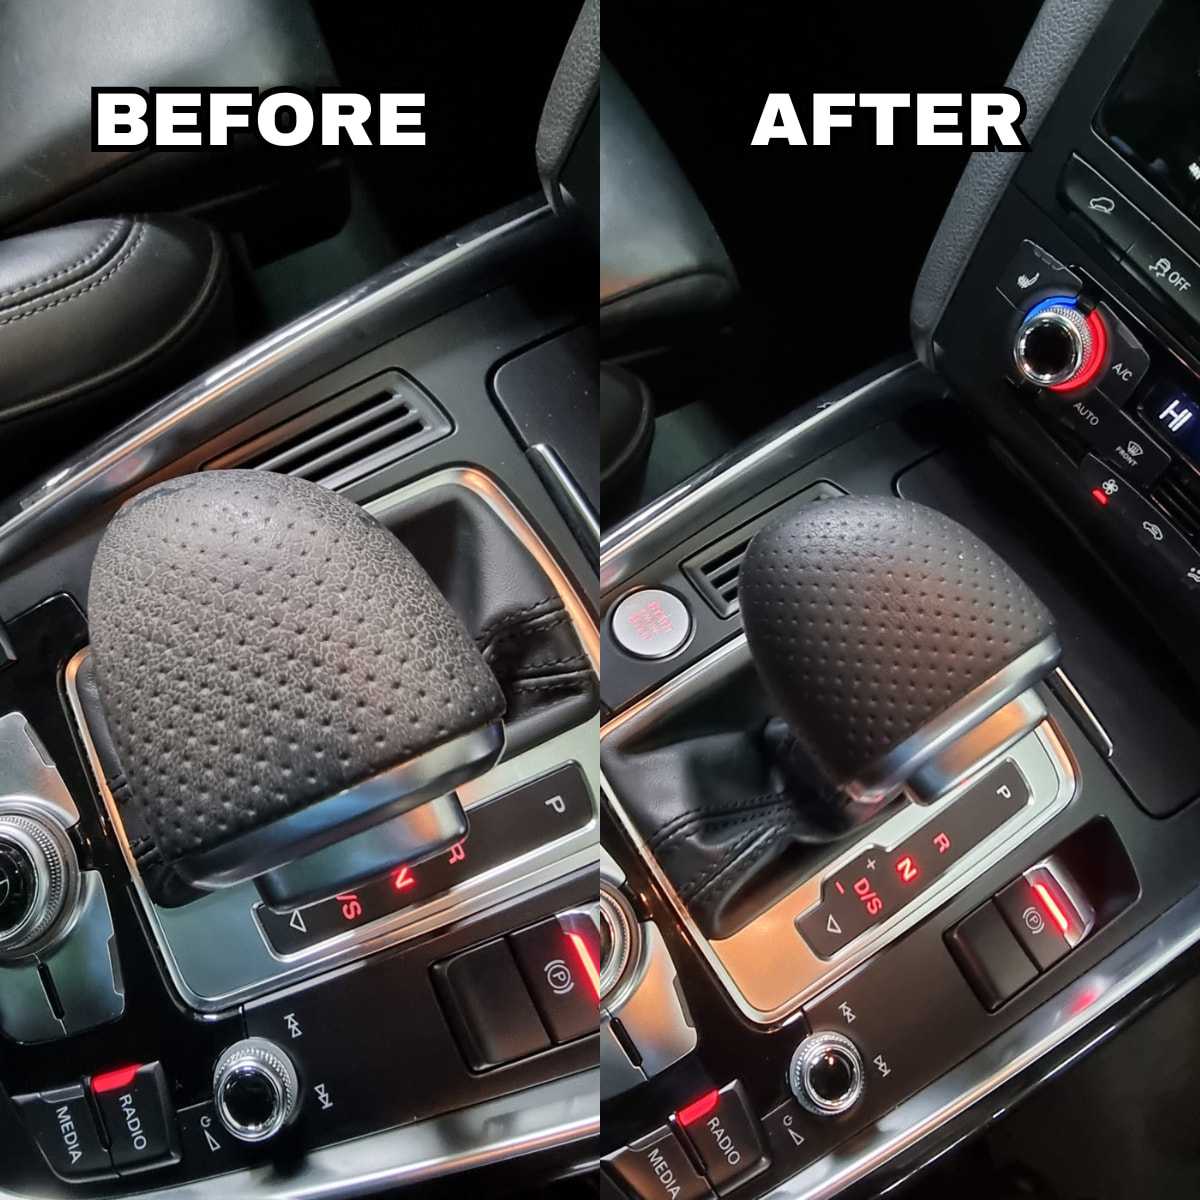 BEFORE
AFTER
OFF
A/C
AUTO
HI
FRONT
P
R
N
/S
P
R
N
D/S
+
-
(P)
(P)
RADIO
MEDIA
RADIO
MEDIA